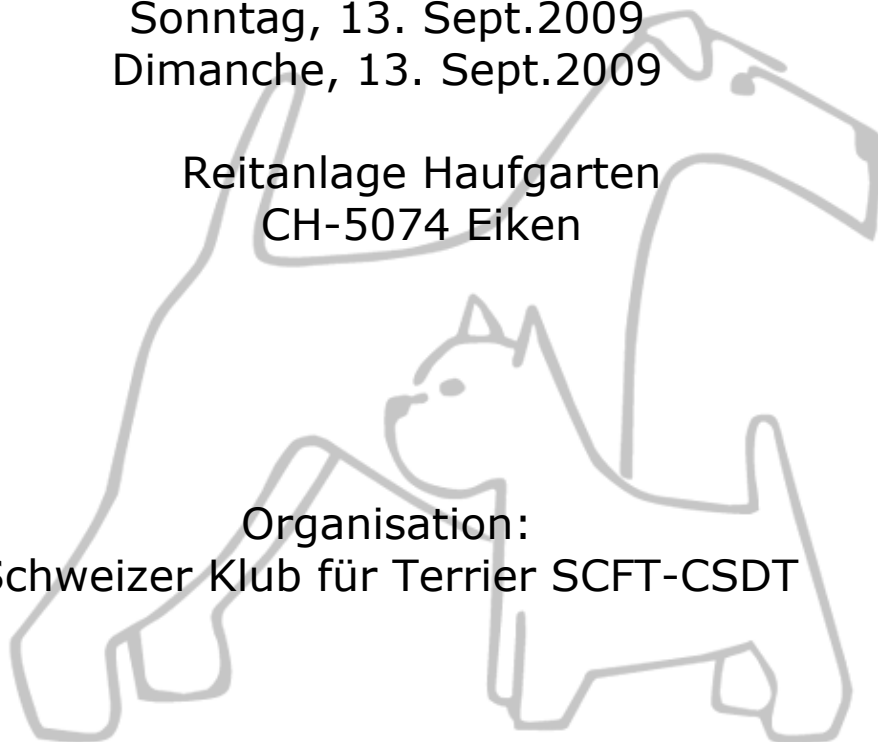 Sonntag, 13. Sept.2009
Dimanche, 13. Sept.2009
Reitanlage Haufgarten
CH-5074 Eiken
Organisation:
Schweizer Klub für Terrier SCFT-CSDT